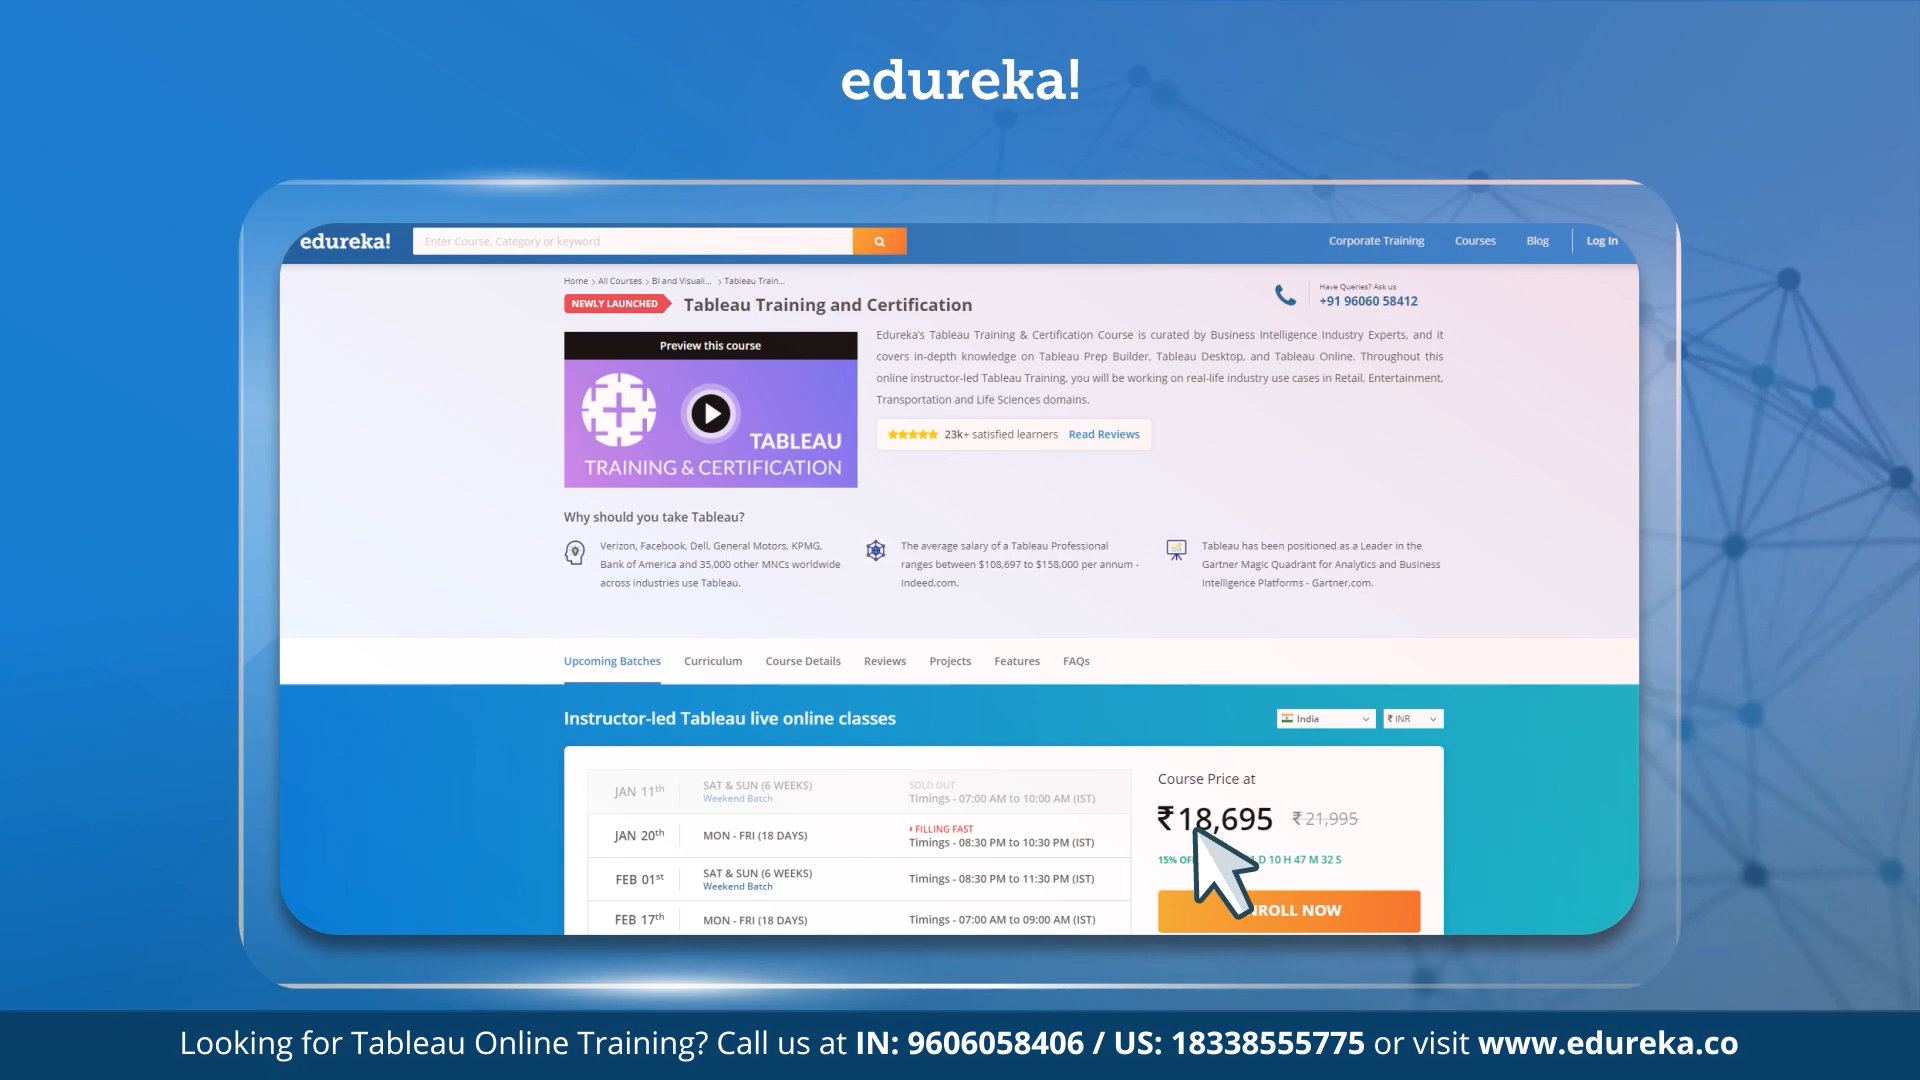 edureka!
edureka!
Enter Course, Category or keyword
Corporate Training
Courses
Blog
Log In
Home > All Courses > BI and Visuali... > Tableau Train...
NEWLY LAUNCHED
Tableau Training and Certification
Have Queries? Ask us
+91 96060 58412
Preview this course
TABLEAU
TRAINING & CERTIFICATION
Edureka's Tableau Training & Certification Course is curated by Business Intelligence Industry Experts, and it
covers in-depth knowledge on Tableau Prep Builder, Tableau Desktop, and Tableau Online. Throughout this
online instructor-led Tableau Training, you will be working on real-life industry use cases in Retail, Entertainment,
Transportation and Life Sciences domains.
23k+ satisfied learners Read Reviews
Why should you take Tableau?
Verizon, Facebook, Dell, General Motors, KPMG,
Bank of America and 35,000 other MNCs worldwide
across industries use Tableau.
The average salary of a Tableau Professional
ranges between $108,697 to $158,000 per annum -
Indeed.com.
Tableau has been positioned as a Leader in the
Gartner Magic Quadrant for Analytics and Business
Intelligence Platforms - Gartner.com.
Upcoming Batches
Curriculum
Course Details
Reviews
Projects
Features
FAQs
Instructor-led Tableau live online classes
India
₹ INR
JAN 11th
SAT & SUN (6 WEEKS)
Weekend Batch
SOLD OUT
Timings - 07:00 AM to 10:00 AM (IST)
JAN 20th
MON - FRI (18 DAYS)
FILLING FAST
Timings - 08:30 PM to 10:30 PM (IST)
FEB 01st
SAT & SUN (6 WEEKS)
Weekend Batch
Timings - 08:30 PM to 11:30 PM (IST)
FEB 17th
MON - FRI (18 DAYS)
Timings - 07:00 AM to 09:00 AM (IST)
Course Price at
₹18,695 ₹21,995
15% D 10 H 47 M 32 S
NOW
Looking for Tableau Online Training? Call us at IN: 9606058406 / US: 18338555775 or visit www.edureka.co